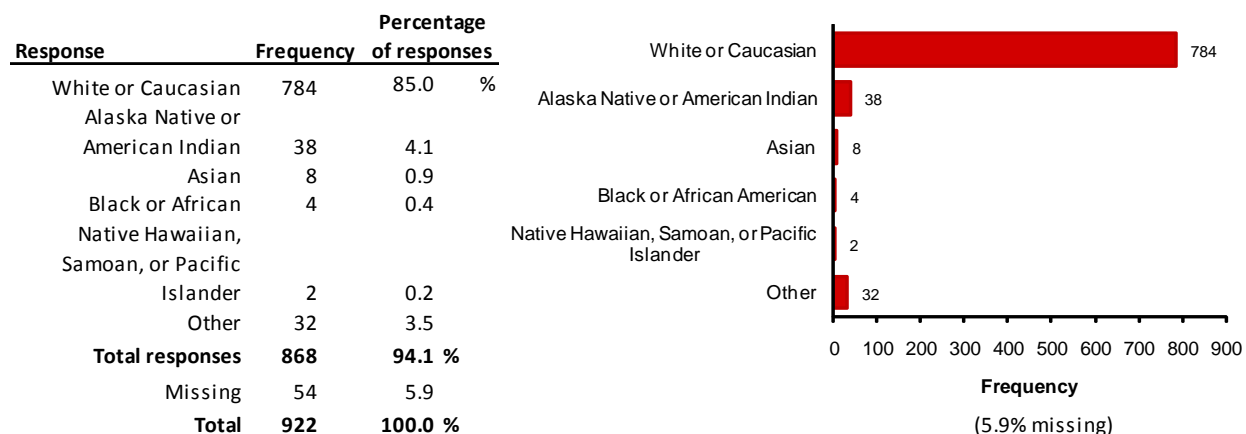 Percentage
Response Frequency of responses
White or Caucasian 784 85.0 %
Alaska Native or
American Indian 38 4.1
Asian 8 0.9
Black or African 4 0.4
Native Hawaiian,
Samoan, or Pacific
Islander 2 0.2
Other 32 3.5
Total responses 868 94.1 %
Missing 54 5.9
Total 922 100.0 %
White or Caucasian 784
Alaska Native or American Indian 38
Asian 8
Black or African American 4
Native Hawaiian, Samoan, or Pacific
Islander 2
Other 32
0 100 200 300 400 500 600 700 800 900
Frequency
(5.9% missing)